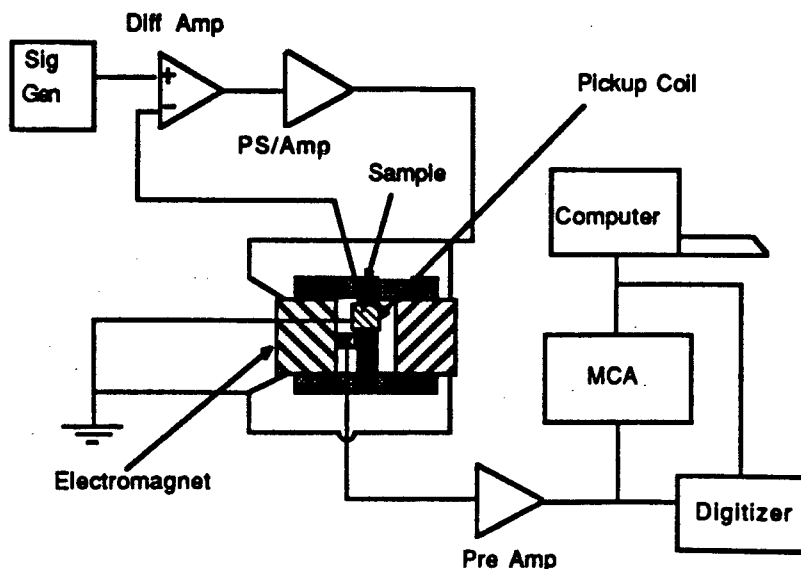 Diff Amp
Sig
Gen
+
−
PS/Amp
Pickup Coil
Sample
Computer
MCA
Electromagnet
Digitizer
Pre Amp